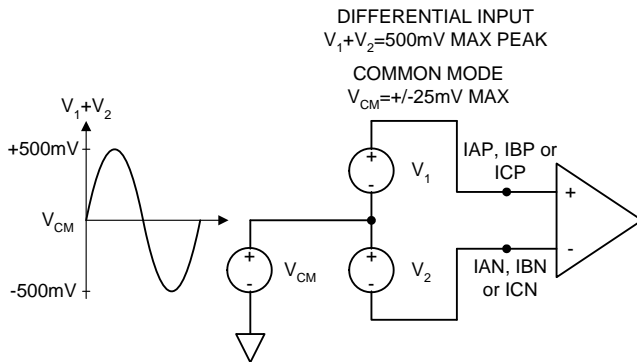 DIFFERENTIAL INPUT
V1+V2=500mV MAX PEAK
COMMON MODE
VCM=+/-25mV MAX
V1+V2
+500mV
VCM
-500mV
+
-
V1
+
-
VCM
+
-
V2
IAP, IBP or
ICP
+
-
IAN, IBN
or ICN